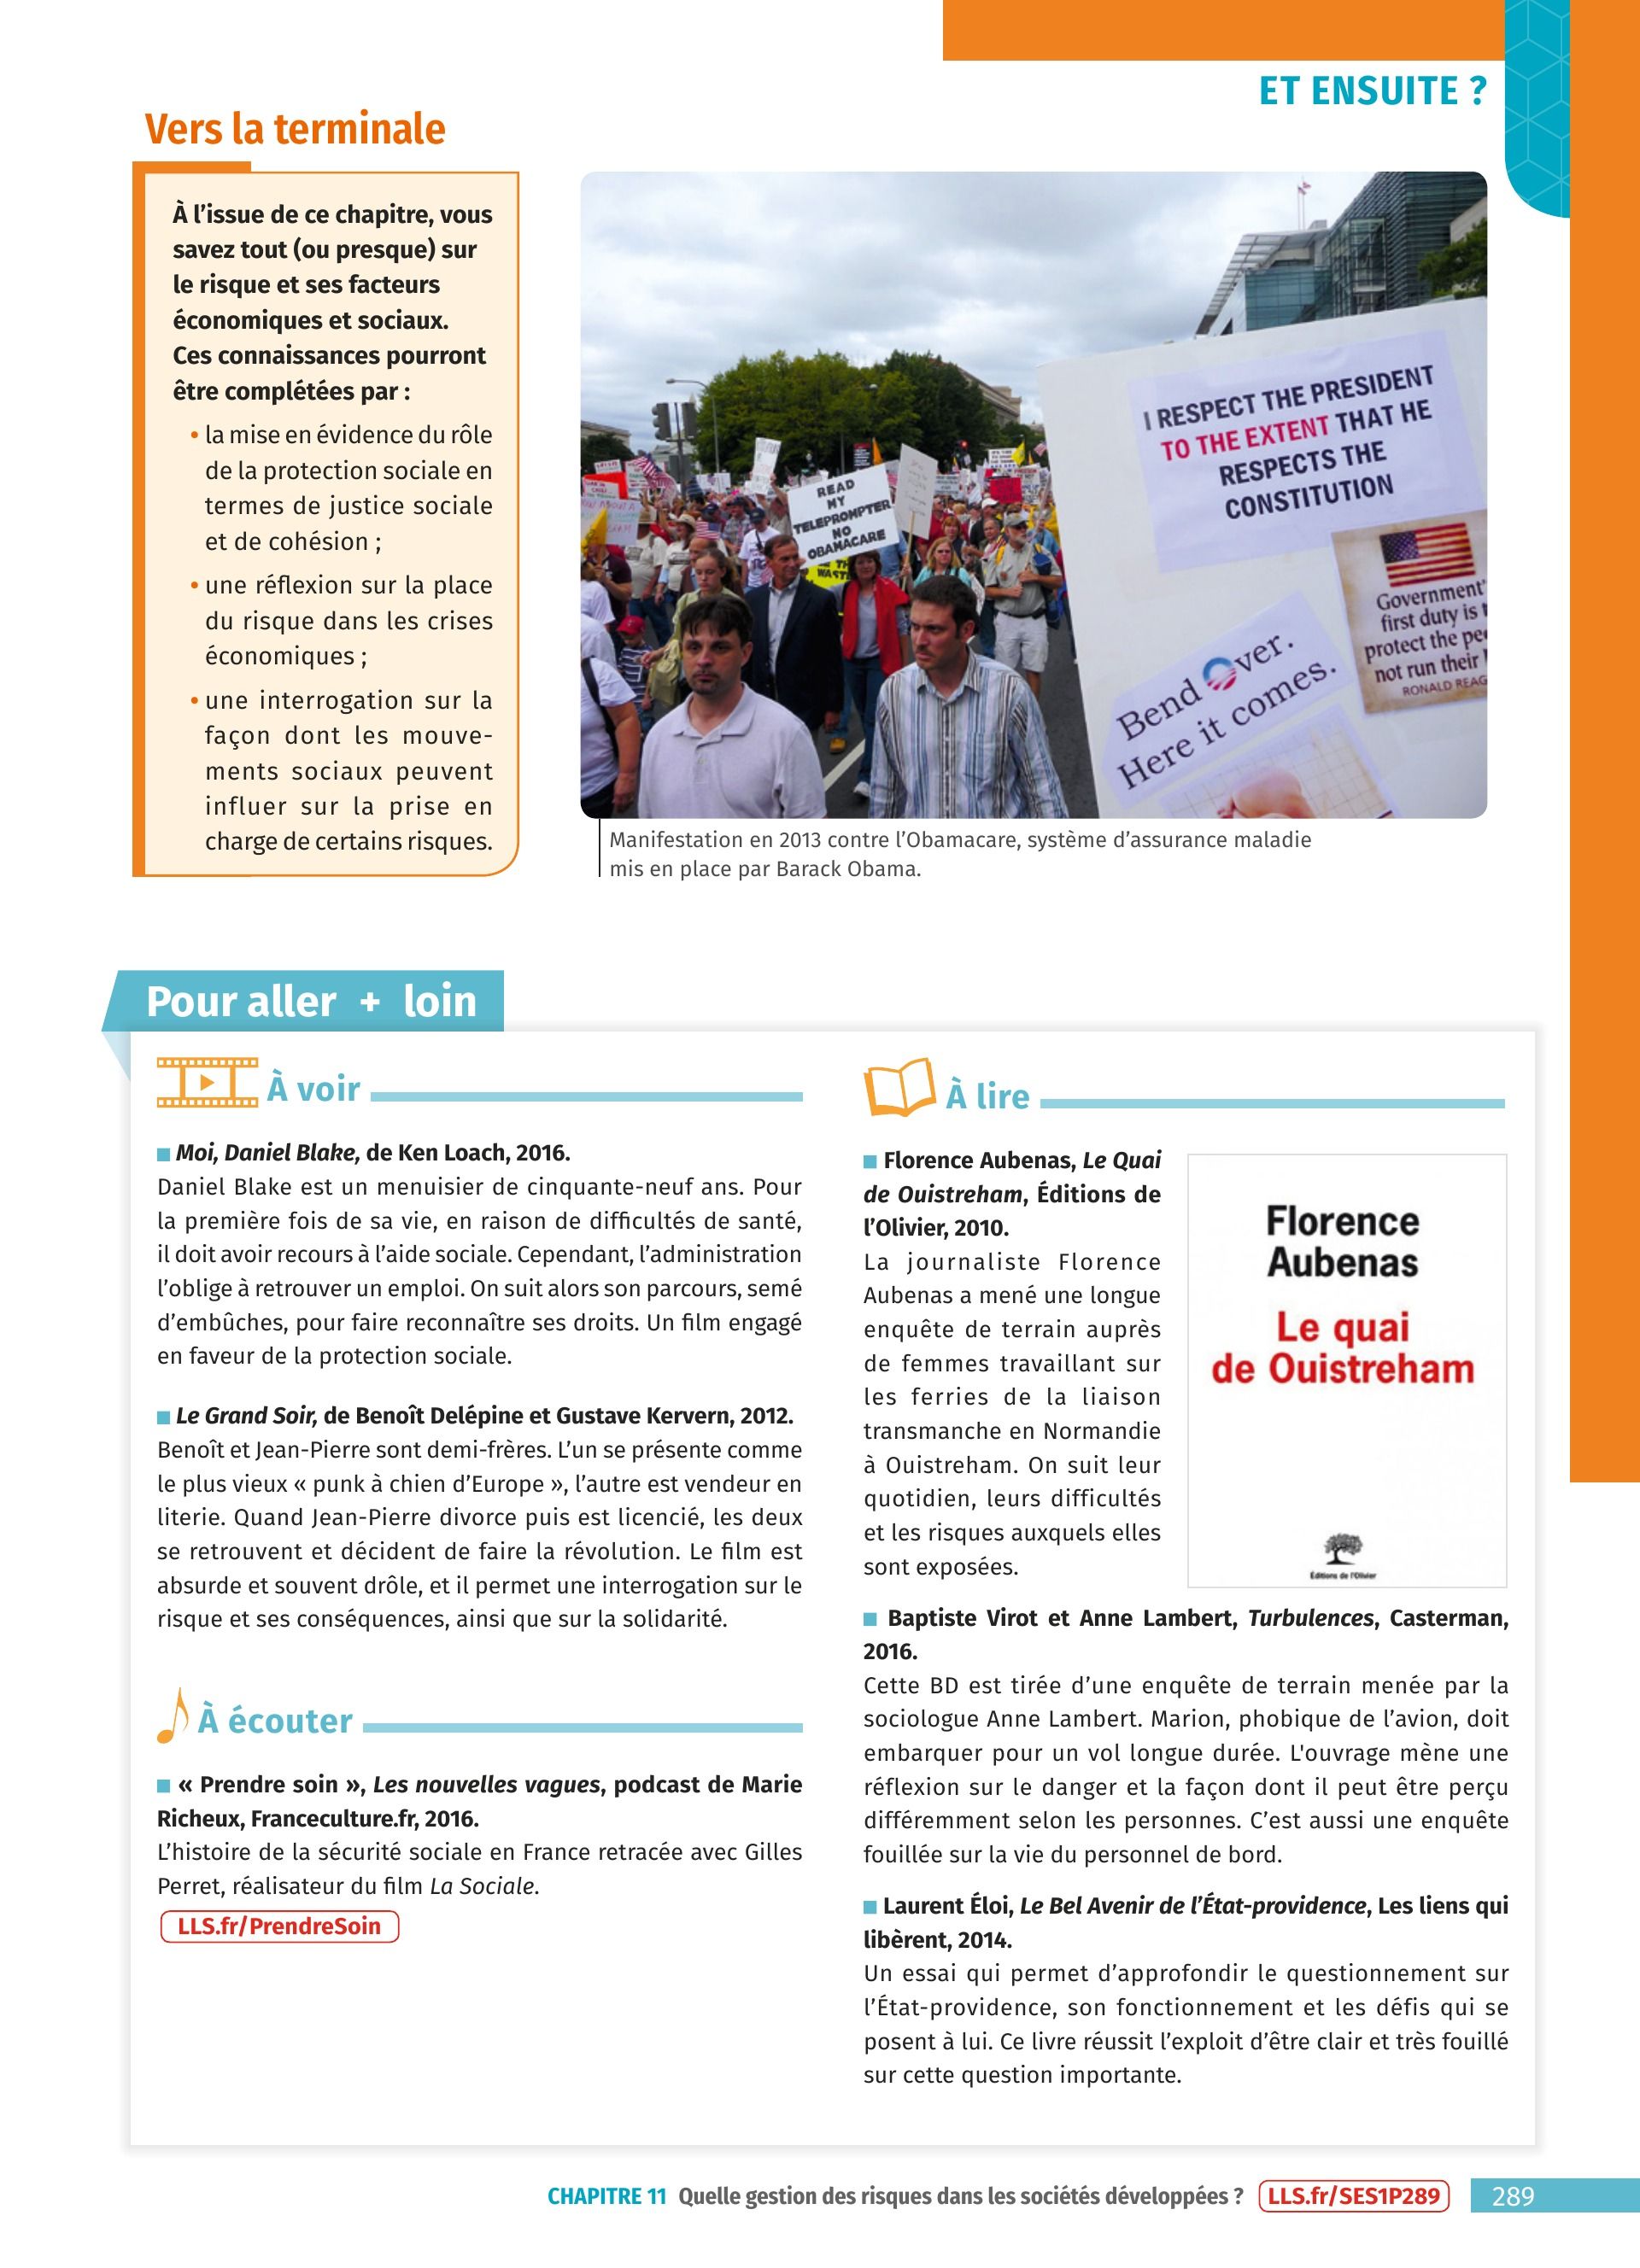 ET ENSUITE ?
Vers la terminale
À l’issue de ce chapitre, vous
savez tout (ou presque) sur
le risque et ses facteurs
économiques et sociaux.
Ces connaissances pourront
être complétées par :
• la mise en évidence du rôle
de la protection sociale en
termes de justice sociale
et de cohésion ;
• une réflexion sur la place
du risque dans les crises
économiques ;
• une interrogation sur la
façon dont les mouve-
ments sociaux peuvent
influer sur la prise en
charge de certains risques.
READ
MY
TELEPROMPTER
NO
OBAMACARE
I RESPECT THE PRESIDENT
TO THE EXTENT THAT HE
RESPECTS THE
CONSTITUTION
Government'
first duty is
protect the
not run their
RONALD
Bend Over.
Here it comes.
Manifestation en 2013 contre l’Obamacare, système d’assurance maladie
mis en place par Barack Obama.
Pour aller + loin
À voir
Moi, Daniel Blake, de Ken Loach, 2016.
Daniel Blake est un menuisier de cinquante-neuf ans. Pour
la première fois de sa vie, en raison de difficultés de santé,
il doit avoir recours à l’aide sociale. Cependant, l’administration
l’oblige à retrouver un emploi. On suit alors son parcours, semé
d’embûches, pour faire reconnaître ses droits. Un film engagé
en faveur de la protection sociale.
Le Grand Soir, de Benoît Delépine et Gustave Kervern, 2012.
Benoît et Jean-Pierre sont demi-frères. L’un se présente comme
le plus vieux « punk à chien d’Europe », l’autre est vendeur en
literie. Quand Jean-Pierre divorce puis est licencié, les deux
se retrouvent et décident de faire la révolution. Le film est
absurde et souvent drôle, et il permet une interrogation sur le
risque et ses conséquences, ainsi que sur la solidarité.
À écouter
« Prendre soin », Les nouvelles vagues, podcast de Marie
Richeux, Franceculture.fr, 2016.
L’histoire de la sécurité sociale en France retracée avec Gilles
Perret, réalisateur du film La Sociale.
LLS.fr/PrendreSoin
À lire
Florence Aubenas, Le Quai
de Ouistreham, Éditions de
l’Olivier, 2010.
La journaliste Florence
Aubenas a mené une longue
enquête de terrain auprès
de femmes travaillant sur
les ferries de la liaison
transmanche en Normandie
à Ouistreham. On suit leur
quotidien, leurs difficultés
et les risques auxquels elles
sont exposées.
Florence
Aubenas
Le quai
de Ouistreham
Éditions de l'Olivier
Baptiste Virot et Anne Lambert, Turbulences, Casterman,
2016.
Cette BD est tirée d’une enquête de terrain menée par la
sociologue Anne Lambert. Marion, phobique de l’avion, doit
embarquer pour un vol longue durée. L'ouvrage mène une
réflexion sur le danger et la façon dont il peut être perçu
différemment selon les personnes. C’est aussi une enquête
fouillée sur la vie du personnel de bord.
Laurent Éloi, Le Bel Avenir de l’État-providence, Les liens qui
libèrent, 2014.
Un essai qui permet d’approfondir le questionnement sur
l’État-providence, son fonctionnement et les défis qui se
posent à lui. Ce livre réussit l’exploit d’être clair et très fouillé
sur cette question importante.
CHAPITRE 11 Quelle gestion des risques dans les sociétés développées ? LLS.fr/SES1P289 289